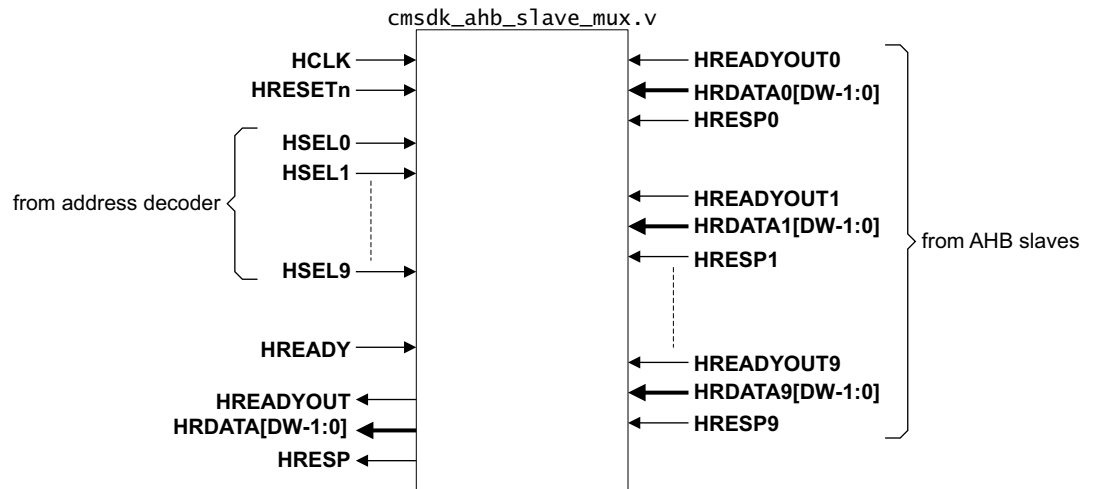 cmsdk_ahb_slave_mux.v
HCLK
HRESETn
HSEL0
HSEL1
from address decoder
HSEL9
HREADY
HREADYOUT
HRDATA[DW-1:0]
HRESP
HREADYOUT0
HRDATA0[DW-1:0]
HRESP0
HREADYOUT1
HRDATA1[DW-1:0]
HRESP1
from AHB slaves
HREADYOUT9
HRDATA9[DW-1:0]
HRESP9